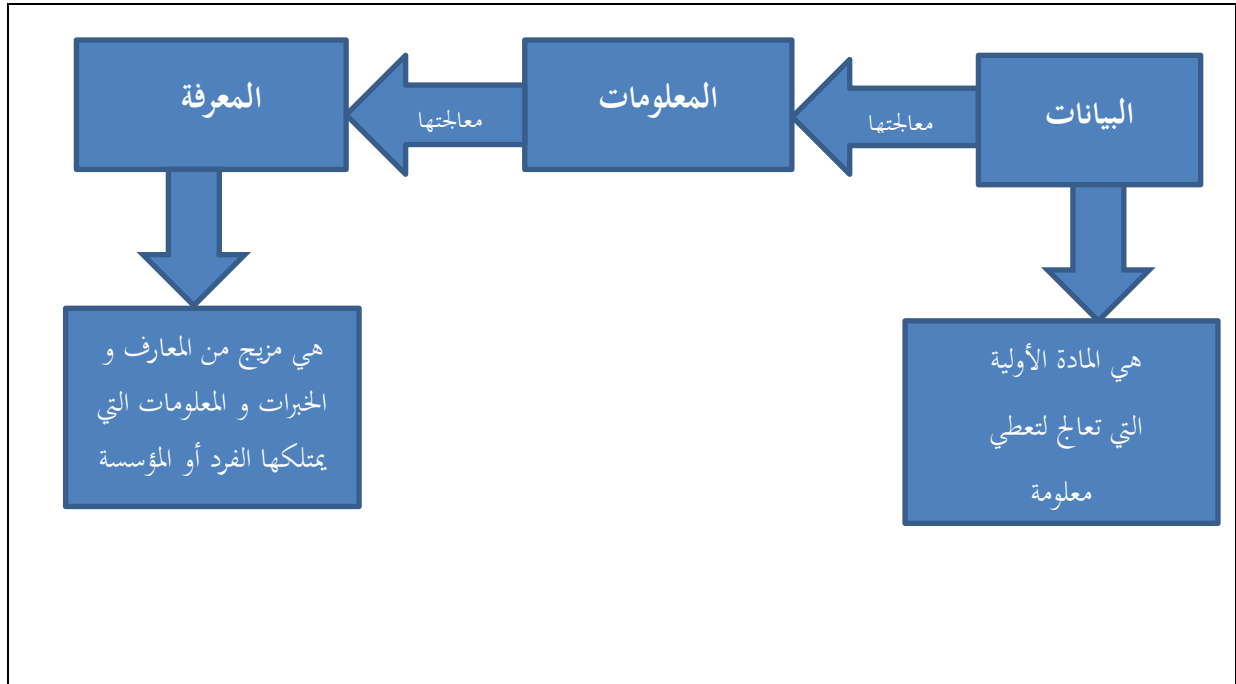 البيانات
معالجتها
المعلومات
معالجتها
المعرفة
هي المادة الأولية
التي تعالج لتعطي
معلومة
هي مزيج من المعارف و
الخبرات و المعلومات التي
يمتلكها الفرد أو المؤسسة